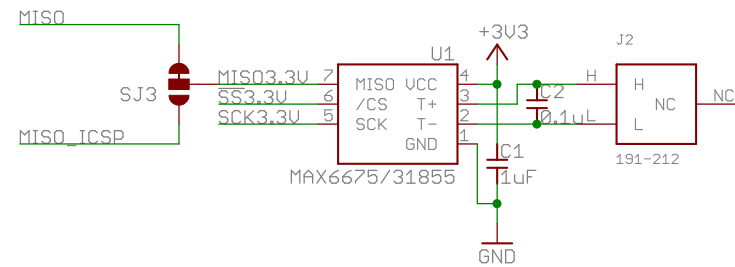 MISO
+3V3
J2
U1
MISO3.3V 7 MISO VCC 4 H H
SJ3 SS3.3V 6 /CS T+ 3 C2 NC NC
SCK3.3V 5 SCK T- 2 0.1uL L
MISO_ICSP GND 1
C1
191-212
MAX6675/31855 1uF
GND